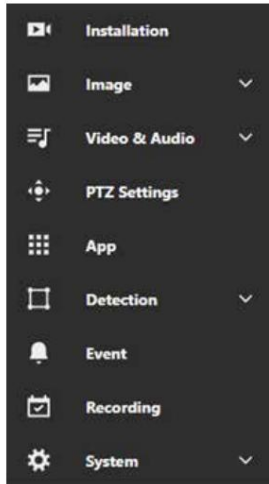 Installation
Image
Video & Audio
PTZ Settings
App
Detection
Event
Recording
System